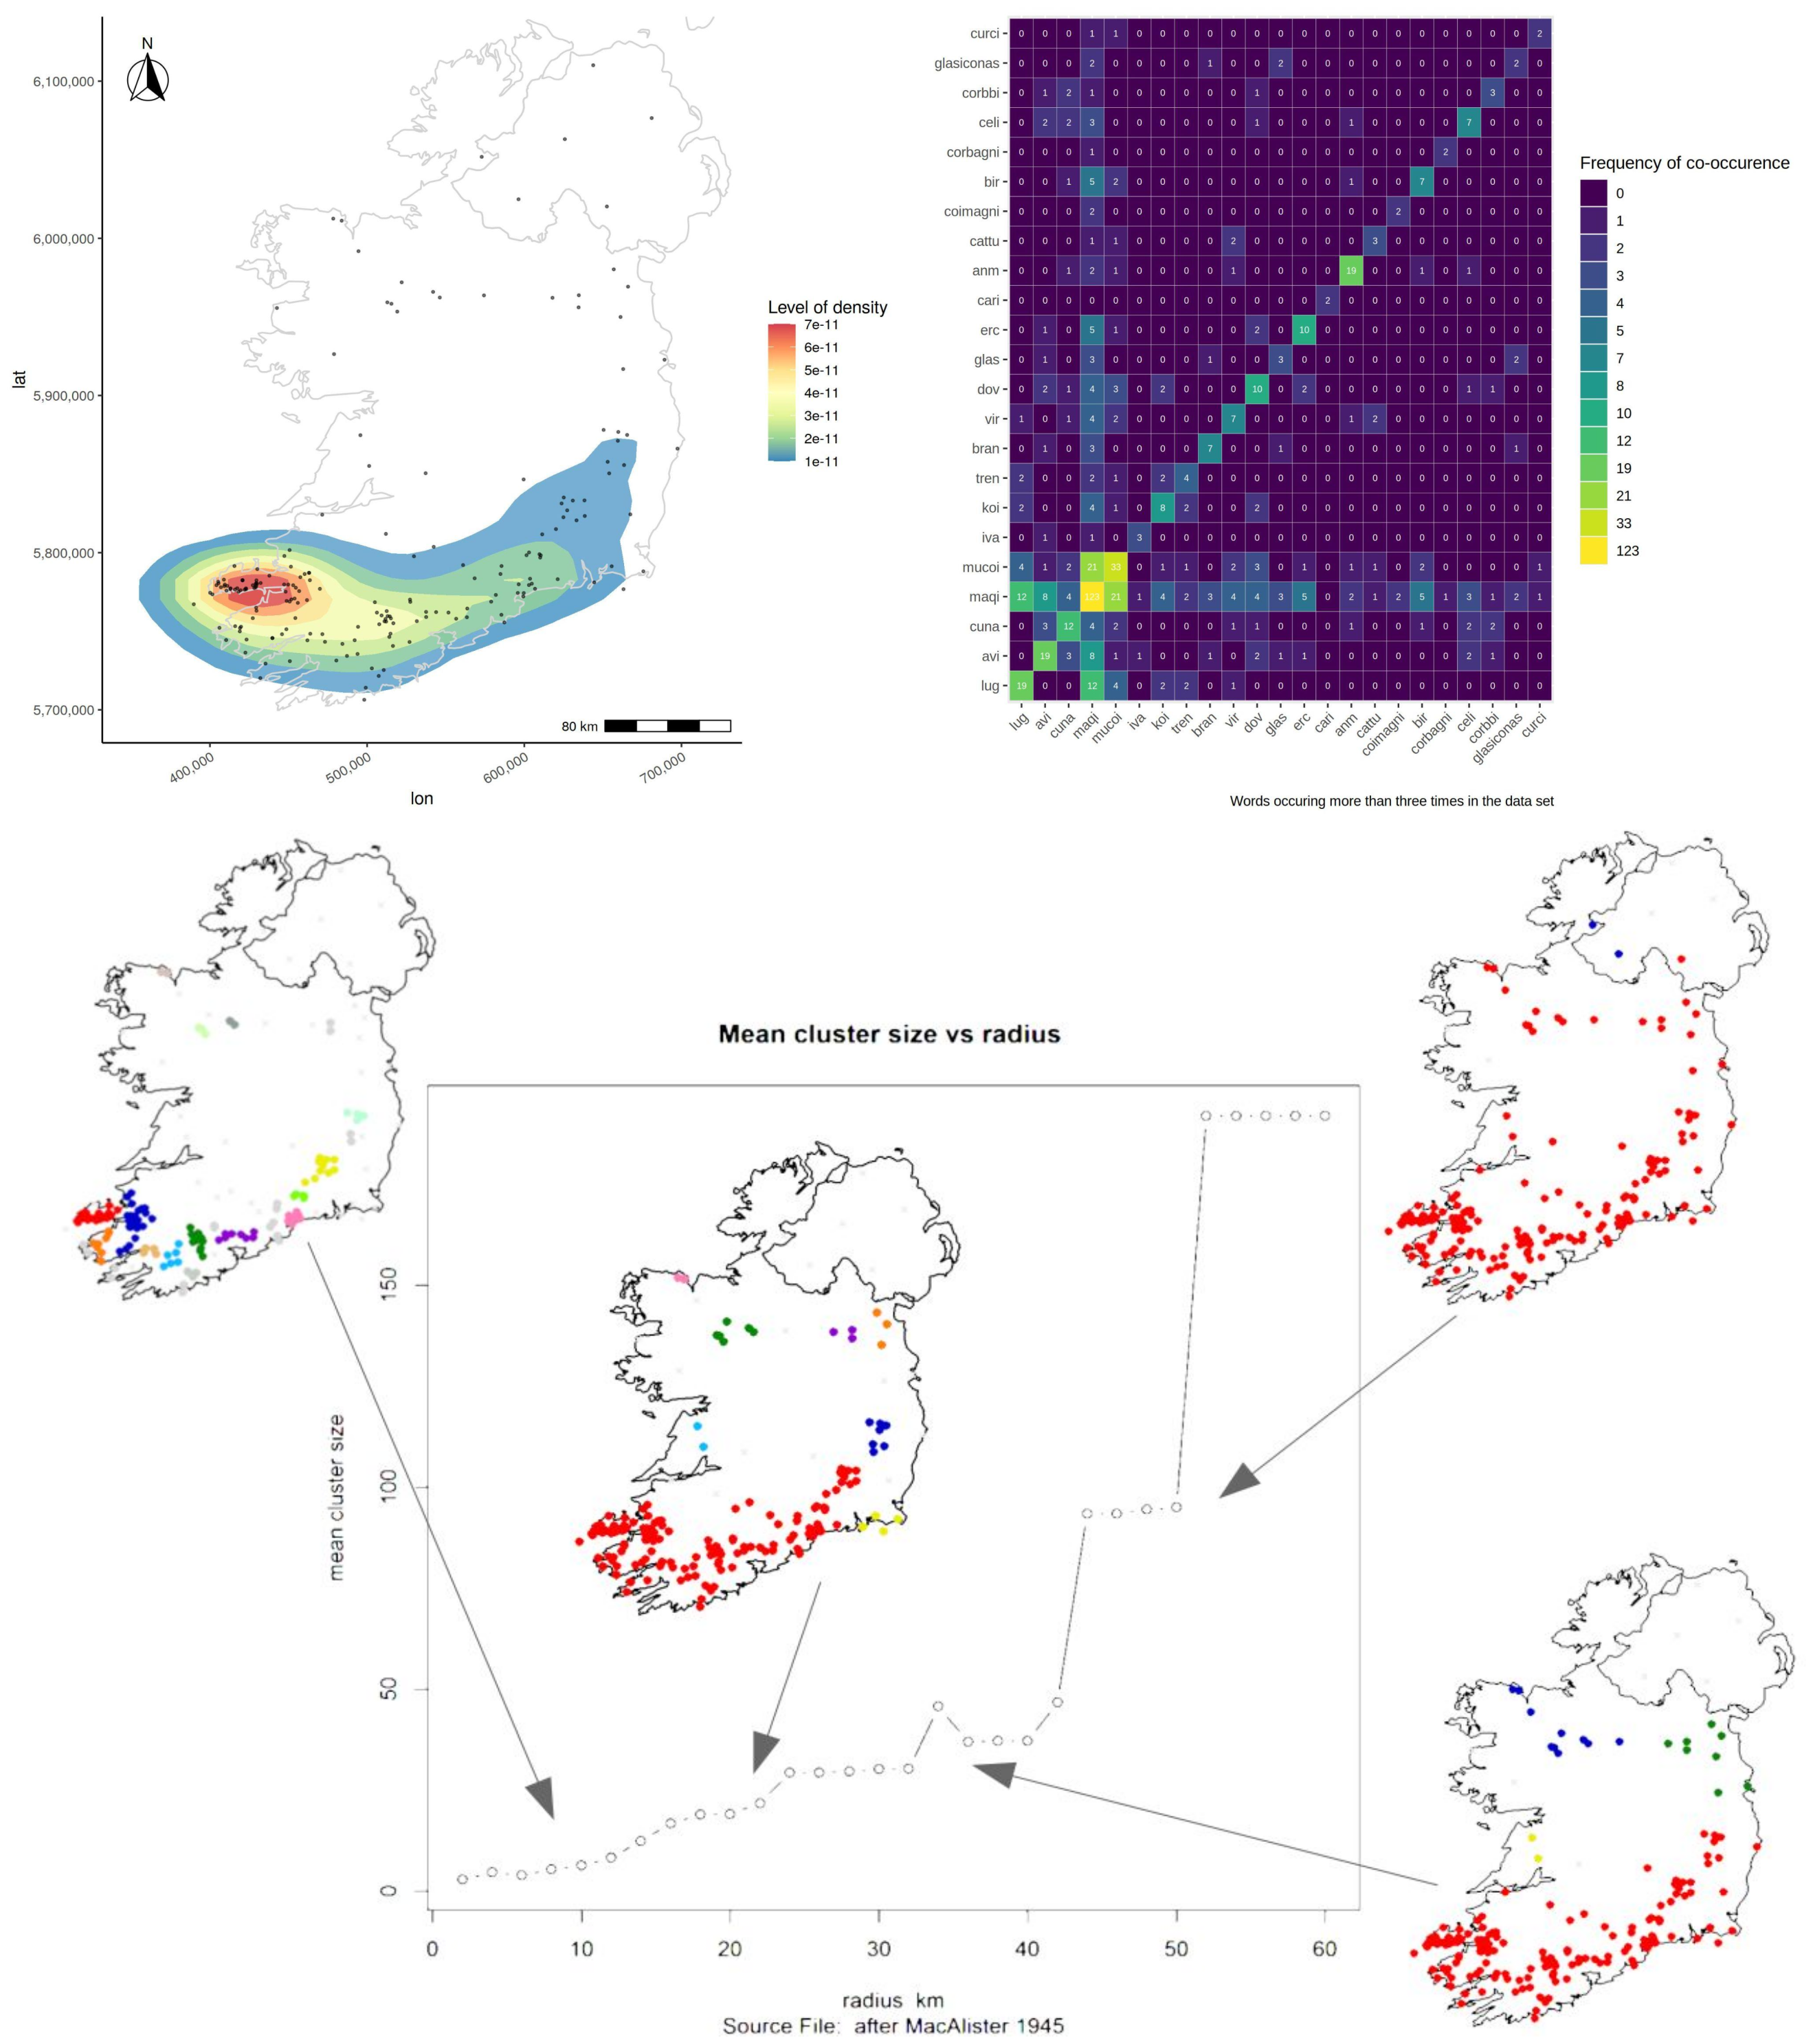 N
6,100,000
6,000,000
5,900,000
5,800,000
5,700,000
lat
400,000
500,000
600,000
700,000
lon
80 km
Level of density
7e-11
6e-11
5e-11
4e-11
3e-11
2e-11
1e-11
curci 0 0 0 1 1 0 0 0 0 0 0 0 0 0 0 0 0 0 0 0 0 0 2
glasiconas 0 0 0 2 0 0 0 0 1 0 0 2 0 0 0 0 0 0 0 0 0 2 0
corbbi 0 1 2 1 0 0 0 0 0 0 1 0 0 0 0 0 0 0 0 0 3 0 0
celi 0 2 2 3 0 0 0 0 0 0 1 0 0 0 1 0 0 0 0 7 0 0 0
corbagni 0 0 0 1 0 0 0 0 0 0 0 0 0 0 0 0 0 0 2 0 0 0 0
bir 0 0 1 5 2 0 0 0 0 0 0 0 0 0 1 0 0 7 0 0 0 0 0
coimagni 0 0 0 2 0 0 0 0 0 0 0 0 0 0 0 0 2 0 0 0 0 0 0
cattu 0 0 0 1 1 0 0 0 0 2 0 0 0 0 0 3 0 0 0 0 0 0 0
anm 0 0 1 2 1 0 0 0 0 1 0 0 0 0 19 0 0 1 0 1 0 0 0
cari 0 0 0 0 0 0 0 0 0 0 0 0 0 2 0 0 0 0 0 0 0 0 0
erc 0 1 0 5 1 0 0 0 0 0 2 0 10 0 0 0 0 0 0 0 0 0 0
glas 0 1 0 3 0 0 0 0 1 0 0 3 0 0 0 0 0 0 0 0 0 2 0
dov 0 2 1 4 3 0 2 0 0 0 10 0 2 0 0 0 0 0 0 1 1 0 0
vir 1 0 1 4 2 0 0 0 0 7 0 0 0 0 1 2 0 0 0 0 0 0 0
bran 0 1 0 3 0 0 0 0 7 0 0 1 0 0 0 0 0 0 0 0 0 1 0
tren 2 0 0 2 1 0 2 4 0 0 0 0 0 0 0 0 0 0 0 0 0 0 0
koi 2 0 0 4 1 0 8 2 0 0 2 0 0 0 0 0 0 0 0 0 0 0 0
iva 0 1 0 1 0 3 0 0 0 0 0 0 0 0 0 0 0 0 0 0 0 0 0
mucoi 4 1 2 21 33 0 1 1 0 2 3 0 1 0 1 1 0 2 0 0 0 0 1
maqi 12 8 4 123 21 1 4 2 3 4 4 3 5 0 2 1 2 5 1 3 1 2 1
cuna 0 3 12 4 2 0 0 0 0 1 1 0 0 0 1 0 0 1 0 2 2 0 0
avi 0 19 3 8 1 1 0 0 1 0 2 1 1 0 0 0 0 0 0 2 1 0 0
lug 19 0 0 12 4 0 2 2 0 1 0 0 0 0 0 0 0 0 0 0 0 0 0
lug avi cuna maqi mucoi iva koi tren bran vir dov glas erc cari anm cattu coimagni bir corbagni celi corbbi glasiconas curci
Words occuring more than three times in the data set
Frequency of co-occurence
0
1
2
3
4
5
7
8
10
12
19
21
33
123
Mean cluster size vs radius
mean cluster size
150
100
50
0
0 10 20 30 40 50 60
radius km
Source File: after MacAlister 1945